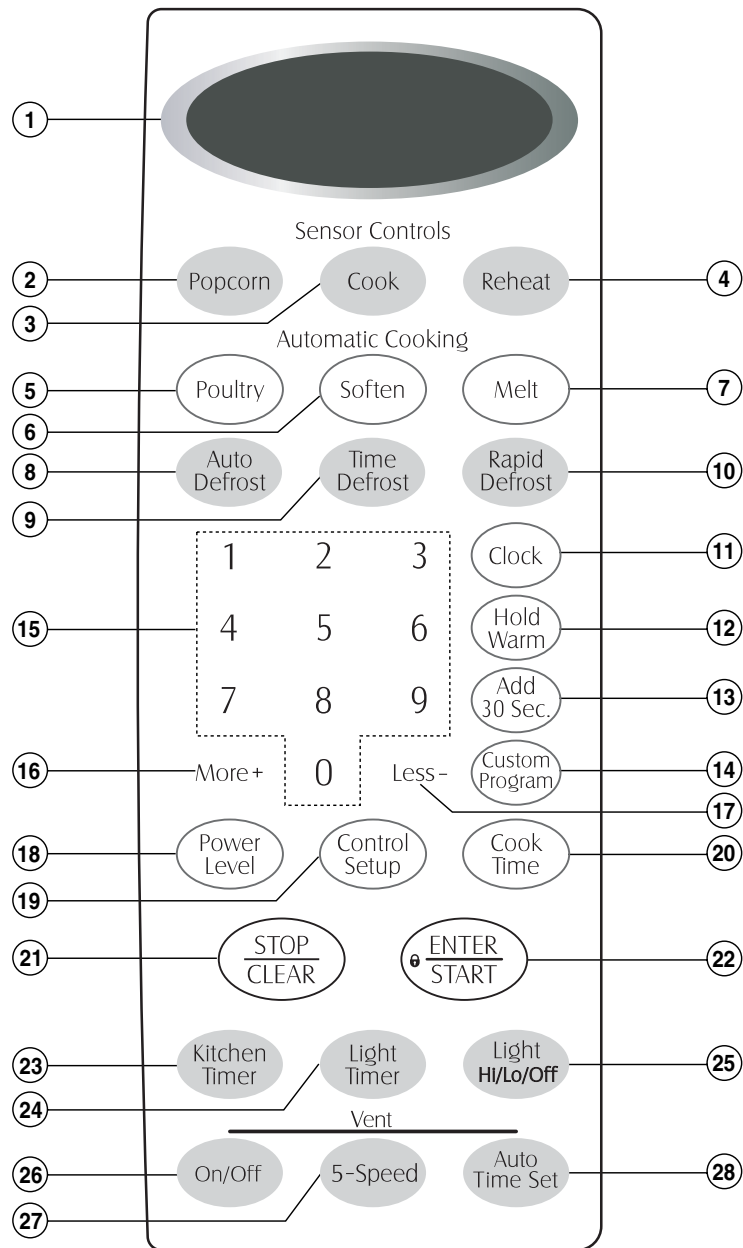 1
Sensor Controls
2 Popcorn Cook Reheat 4
3
Automatic Cooking
5 Poultry Soften Melt 7
6
8 Auto Defrost Time Defrost Rapid Defrost 10
9
1 2 3 Clock 11
15 4 5 6 Hold Warm 12
7 8 9 Add 30 Sec. 13
16 More+ 0 Less- Custom Program 14
17
18 Power Level Control Setup Cook Time 20
19
21 STOP CLEAR ENTER START 22
23 Kitchen Timer Light Timer Light Hi/Lo/Off 25
24
Vent
26 On/Off 5-Speed Auto Time Set 28
27